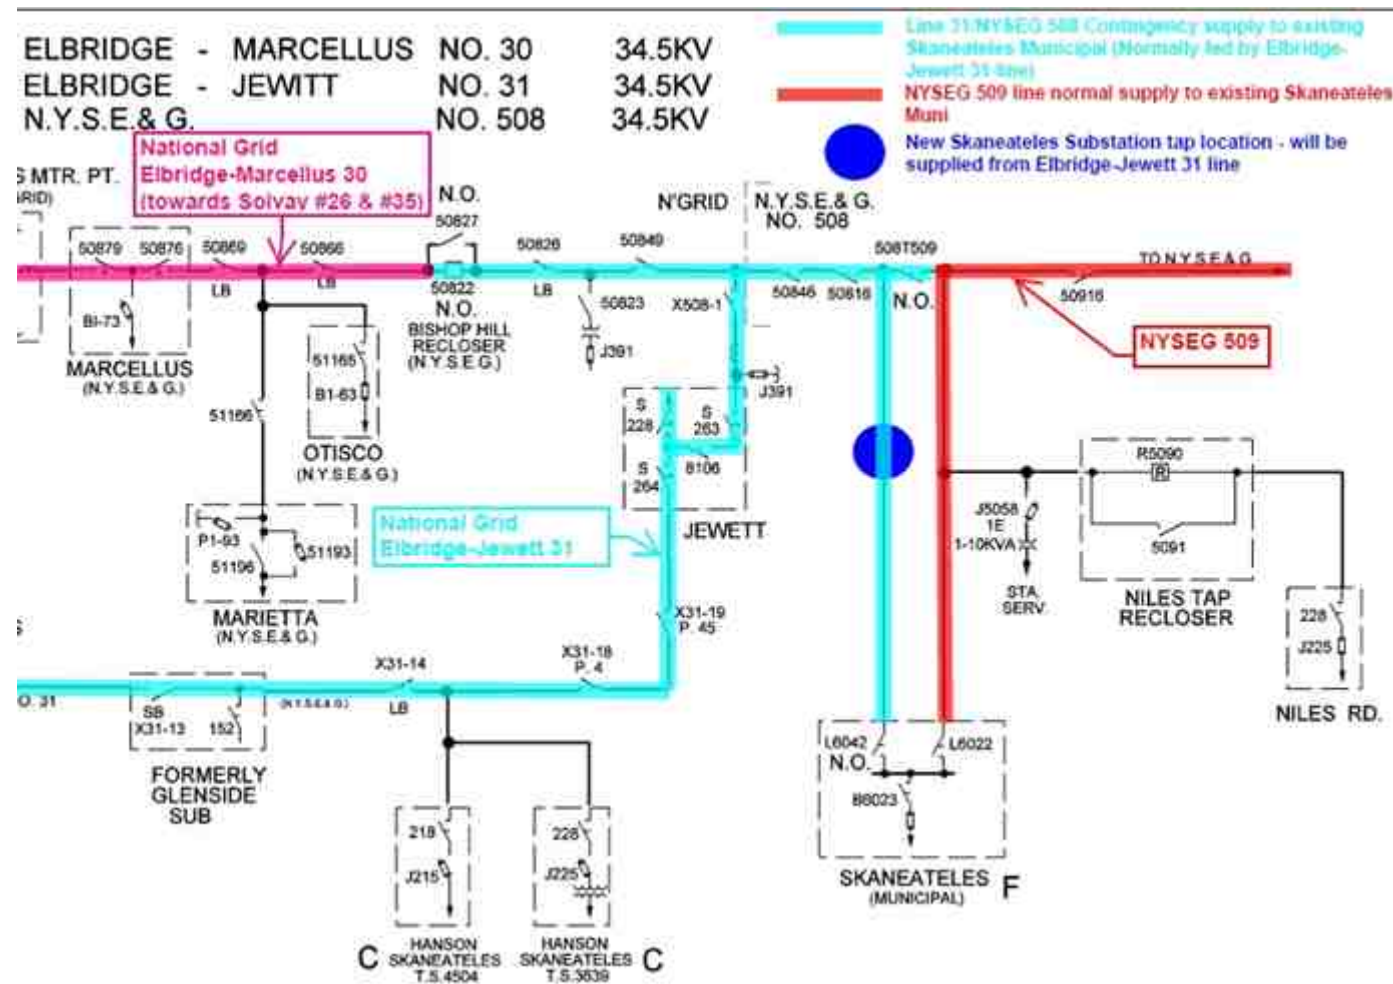 ELBRIDGE - MARCELLUS NO. 30 34.5KV
ELBRIDGE - JEWITT NO. 31 34.5KV
N.Y.S.E.& G. NO. 508 34.5KV
Line 31/NYSEG 508 Contingency supply to existing
Skaneateles Municipal (Normally fed by Elbridge-
Jewett 31 line)
NYSEG 509 line normal supply to existing Skaneateles
Muni
New Skaneateles Substation tap location - will be
supplied from Elbridge-Jewett 31 line
National Grid
Elbridge-Marcellus 30
(towards Solvay #26 & #35)
S MTR. PT.
GRID)
N.O.
50827
N'GRID
N.Y.S.E.& G.
NO. 508
50879 50876 50869 50866
50826 50849 508T509
TO N.Y.S.E.& G.
LB LB
50822
LB
50823
X508-1
50846 50816
N.O.
50916
BI-73
N.O.
BISHOP HILL
RECLOSER
(N.Y.S.E.G.)
J391
NYSEG 509
MARCELLUS
(N.Y.S.E.& G.)
51165
B1-63
J391
51166
OTISCO
(N.Y.S.E.& G.)
S
228
S
263
8106
S
264
R5090
R
J5058
1E
1-10KVA
5091
JEWETT
National Grid
Elbridge-Jewett 31
P1-93
51193
51196
MARIETTA
(N.Y.S.E.& G.)
STA.
SERV.
NILES TAP
RECLOSER
X31-19
P. 45
228
J225
S
X31-14
X31-18
P. 4
O. 31
(N.Y.S.E.& G.)
LB
SB
X31-13
152
NILES RD.
L6042
N.O.
L6022
FORMERLY
GLENSIDE
SUB
B6023
218
J215
228
J225
SKANEATELES
(MUNICIPAL)
F
C
HANSON
SKANEATELES
T.S.4504
HANSON
SKANEATELES
T.S.3639
C